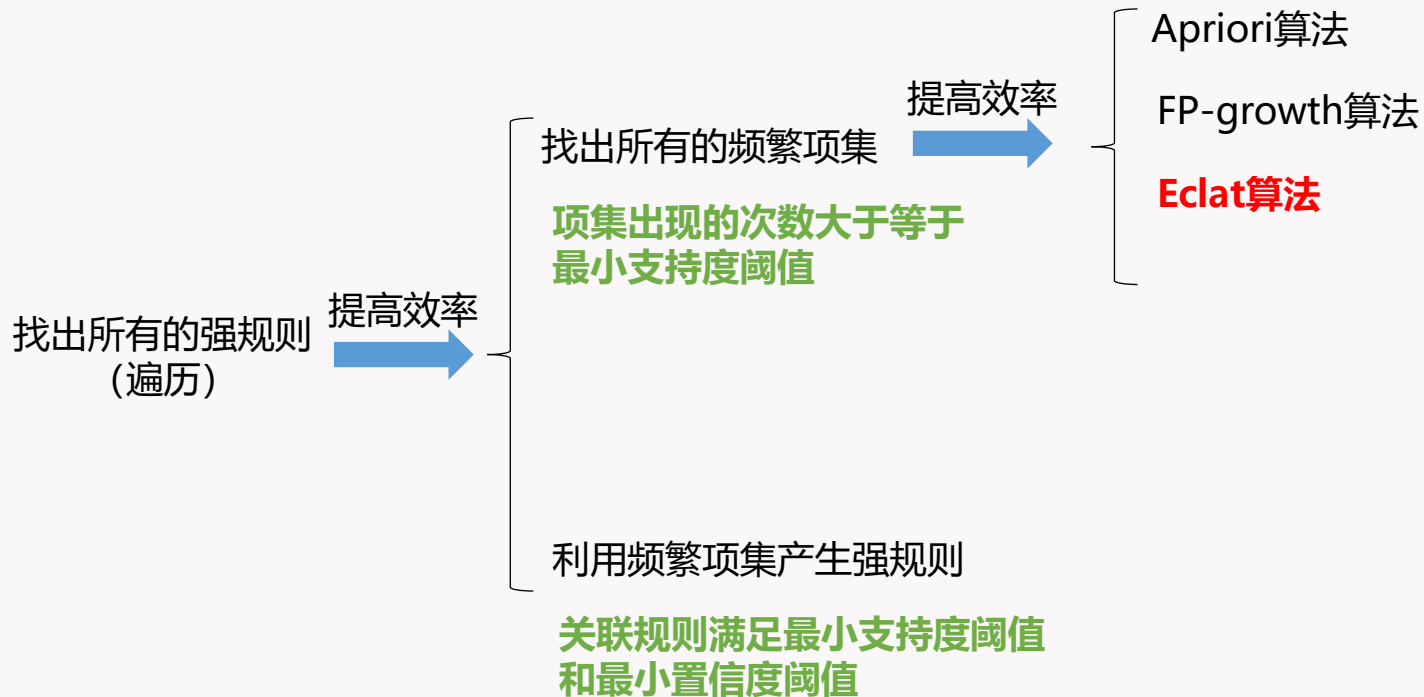 找出所有的强规则
（遍历）
提高效率
找出所有的频繁项集
项集出现的次数大于等于
最小支持度阈值
提高效率
Apriori算法
FP-growth算法
Eclat算法
利用频繁项集产生强规则
关联规则满足最小支持度阈值
和最小置信度阈值